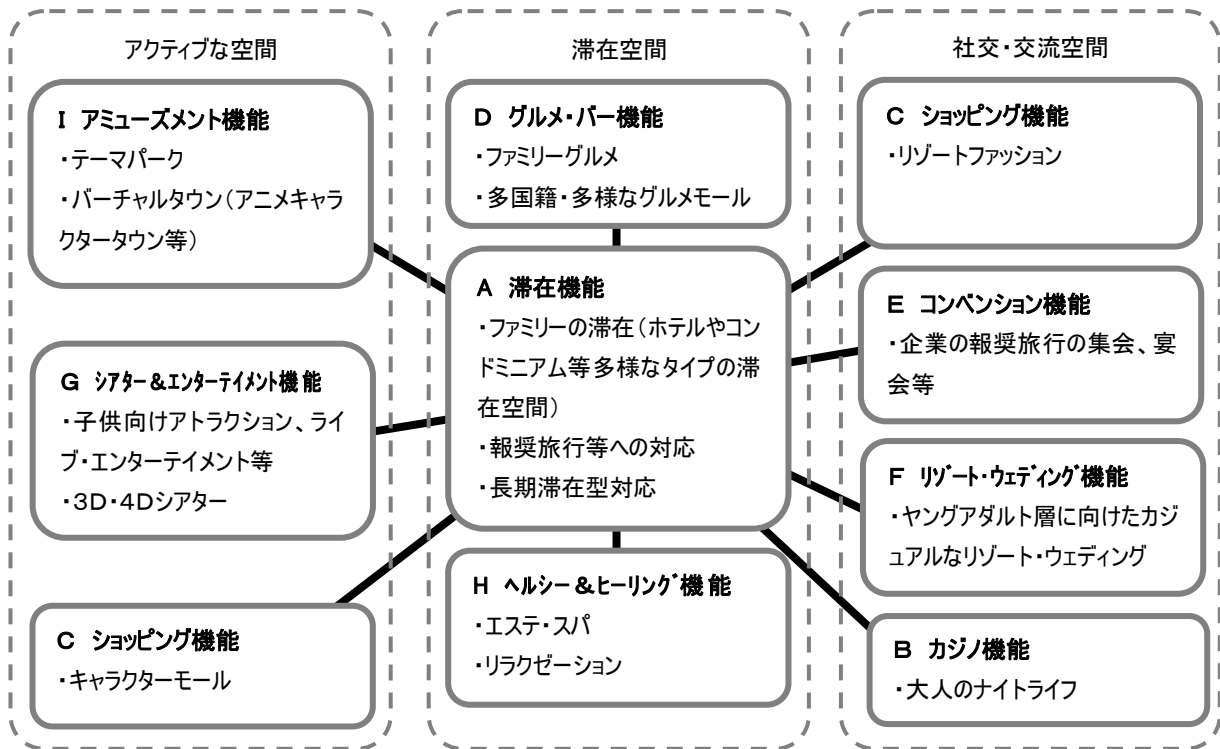 アクティブな空間
I アミューズメント機能
・テーマパーク
・バーチャルタウン（アニメキャラ
クタータウン等）
G ｼｱﾀｰ＆ｴﾝﾀｰﾃｲﾒﾝﾄ機能
・子供向けアトラクション、ライ
ブ・エンターテイメント等
・３D・４Dシアター
C ショッピング機能
・キャラクターモール
滞在空間
D グルメ・バー機能
・ファミリーグルメ
・多国籍・多様なグルメモール
A 滞在機能
・ファミリーの滞在（ホテルやコン
ドミニアム等多様なタイプの滞
在空間）
・報奨旅行等への対応
・長期滞在型対応
H ﾍﾙｼｰ＆ﾋｰﾘﾝｸﾞ機能
・エステ・スパ
・リラクゼーション
社交・交流空間
C ショッピング機能
・リゾートファッション
E コンベンション機能
・企業の報奨旅行の集会、宴
会等
F ﾘｿﾞｰﾄ・ｳｪﾃﾞｨﾝｸﾞ機能
・ヤングアダルト層に向けたカジ
ュアルなリゾート・ウェディング
B カジノ機能
・大人のナイトライフ